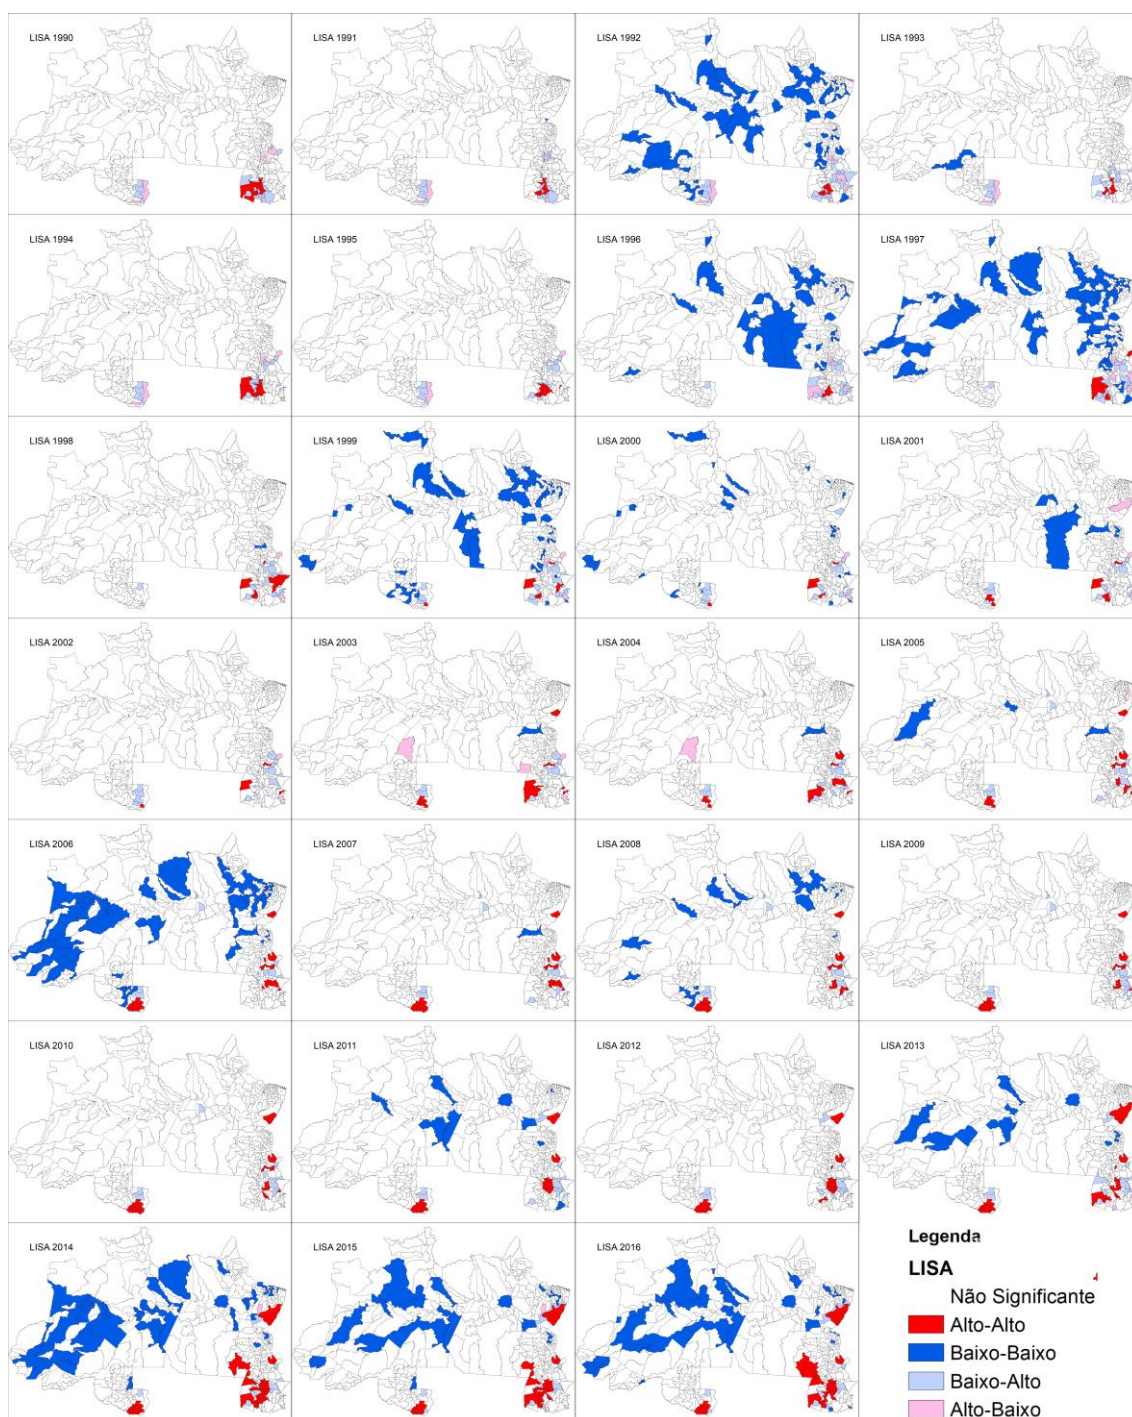 LISA 1990
LISA 1991
LISA 1992
LISA 1993
LISA 1994
LISA 1995
LISA 1996
LISA 1997
LISA 1998
LISA 1999
LISA 2000
LISA 2001
LISA 2002
LISA 2003
LISA 2004
LISA 2005
LISA 2006
LISA 2007
LISA 2008
LISA 2009
LISA 2010
LISA 2011
LISA 2012
LISA 2013
LISA 2014
LISA 2015
LISA 2016
Legenda
LISA
Não Significante
Alto-Alto
Baixo-Baixo
Baixo-Alto
Alto-Baixo